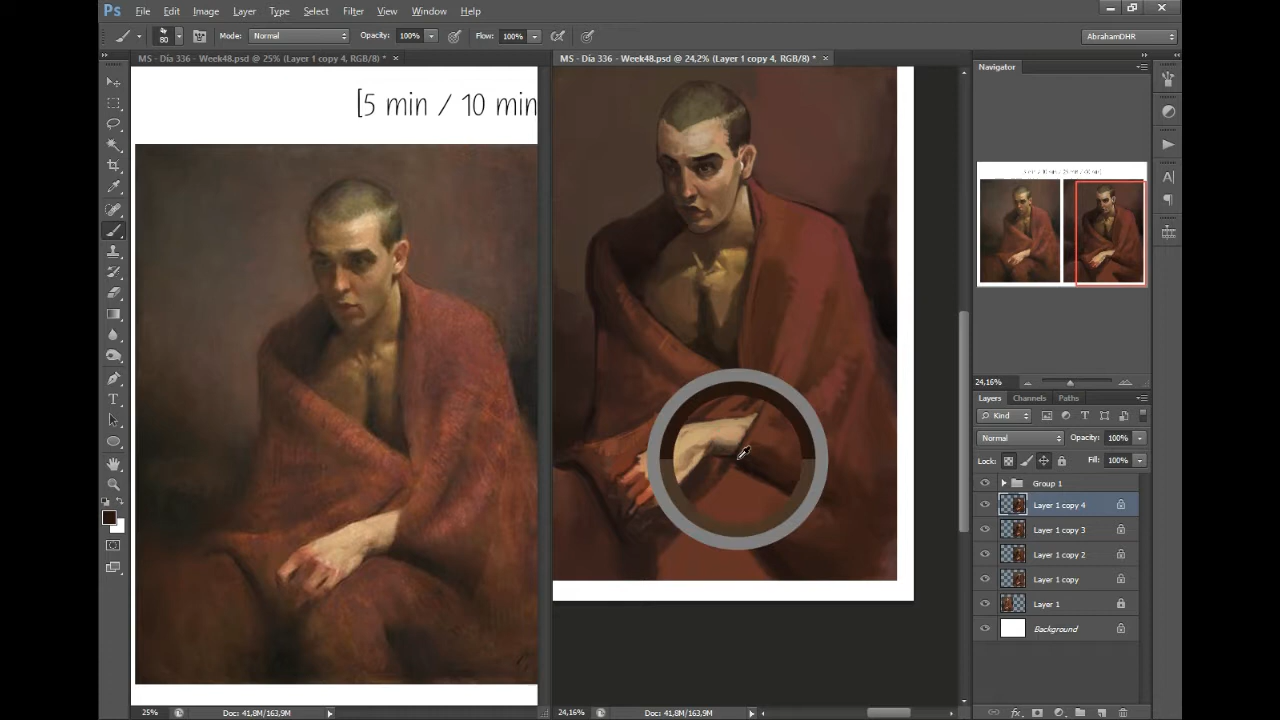 Ps File Edit Image Layer Type Select Filter View Window Help
80 Mode: Normal Opacity: 100% Flow: 100% AbrahamDHR
MS - Día 336 - Week48.psd @ 25% (Layer 1 copy 4, RGB/8) * ×
MS - Día 336 - Week48.psd @ 24,2% (Layer 1 copy 4, RGB/8) * ×
[5 min / 10 min
Navigator
24,16%
Layers Channels Paths
Kind
Normal Opacity: 100%
Lock: Fill: 100%
Group 1
Layer 1 copy 4
Layer 1 copy 3
Layer 1 copy 2
Layer 1 copy
Layer 1
Background
25% Doc: 41,8M/163,9M
24,16% Doc: 41,8M/163,9M